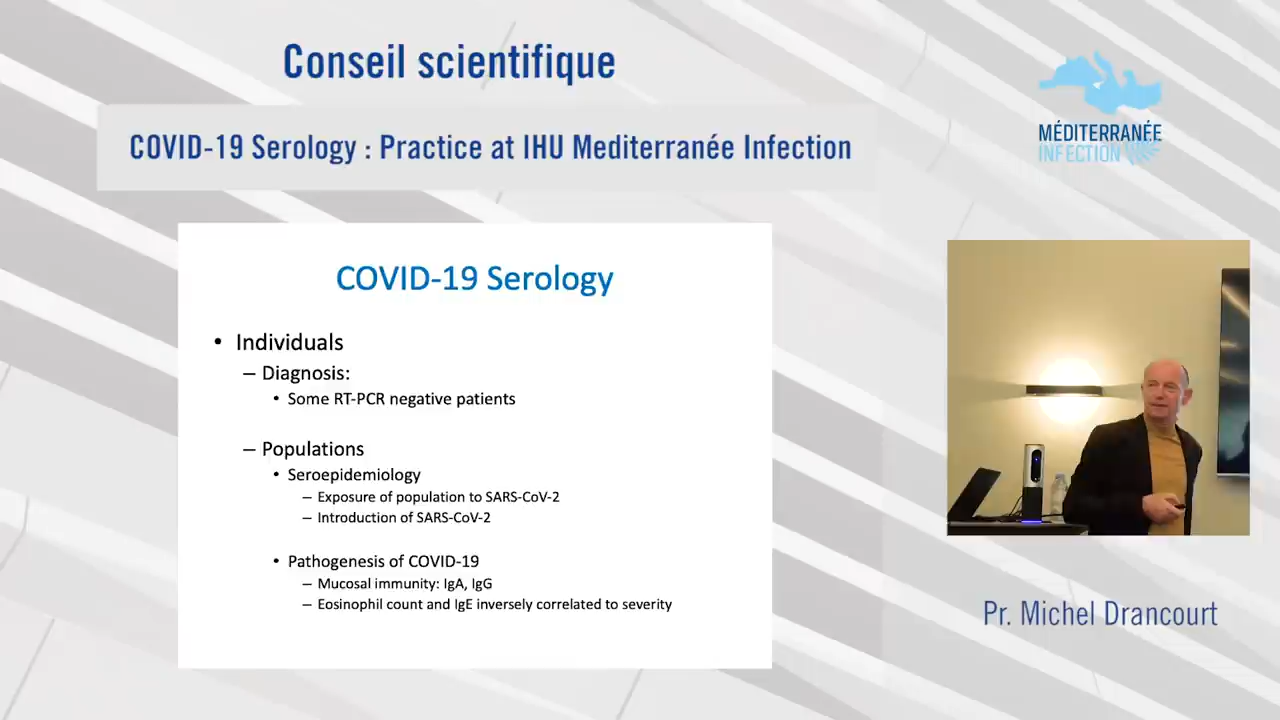 Conseil scientifique
COVID-19 Serology : Practice at IHU Mediterranée Infection
MÉDITERRANÉE
INFECTION
COVID-19 Serology
• Individuals
– Diagnosis:
• Some RT-PCR negative patients
– Populations
• Seroepidemiology
– Exposure of population to SARS-CoV-2
– Introduction of SARS-CoV-2
• Pathogenesis of COVID-19
– Mucosal immunity: IgA, IgG
– Eosinophil count and IgE inversely correlated to severity
Pr. Michel Drancourt